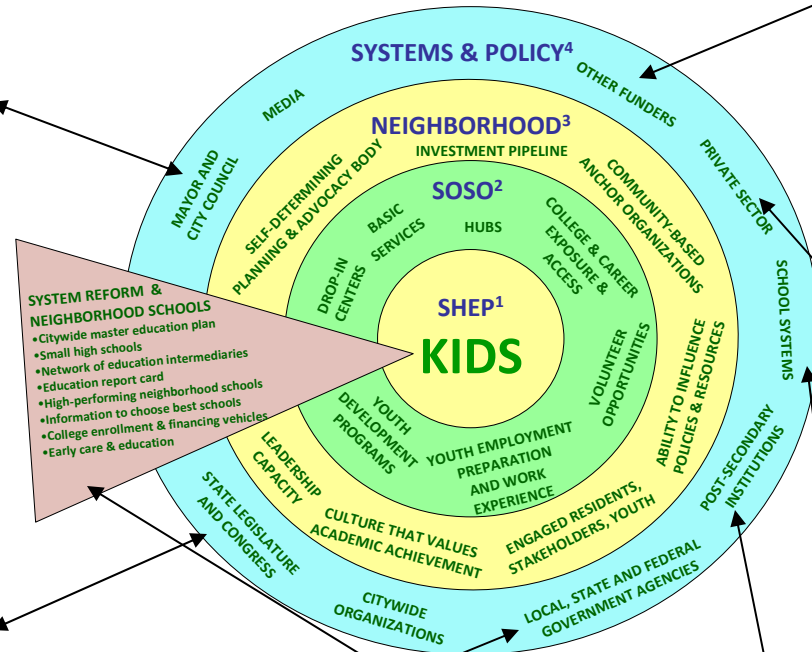 SYSTEMS & POLICY4
MEDIA
OTHER FUNDERS
MAYOR AND
CITY COUNCIL
PRIVATE SECTOR
SCHOOL SYSTEMS
POST-SECONDARY
INSTITUTIONS
LOCAL, STATE AND FEDERAL
GOVERNMENT AGENCIES
CITYWIDE
ORGANIZATIONS
STATE LEGISLATURE
AND CONGRESS
NEIGHBORHOOD3
INVESTMENT PIPELINE
SELF-DETERMINING
PLANNING & ADVOCACY BODY
COMMUNITY-BASED
ANCHOR ORGANIZATIONS
ABILITY TO INFLUENCE
POLICIES & RESOURCES
ENGAGED RESIDENTS,
STAKEHOLDERS, YOUTH
CULTURE THAT VALUES
ACADEMIC ACHIEVEMENT
LEADERSHIP
CAPACITY
SOSO2
BASIC
SERVICES
HUBS
COLLEGE & CAREER
EXPOSURE &
ACCESS
DROP-IN
CENTERS
VOLUNTEER
OPPORTUNITIES
YOUTH EMPLOYMENT
PREPARATION
AND WORK
EXPERIENCE
YOUTH
DEVELOPMENT
PROGRAMS
SHEP1
KIDS
SYSTEM REFORM &
NEIGHBORHOOD SCHOOLS
•Citywide master education plan
•Small high schools
•Network of education intermediaries
•Education report card
•High-performing neighborhood schools
•Information to choose best schools
•College enrollment & financing vehicles
•Early care & education